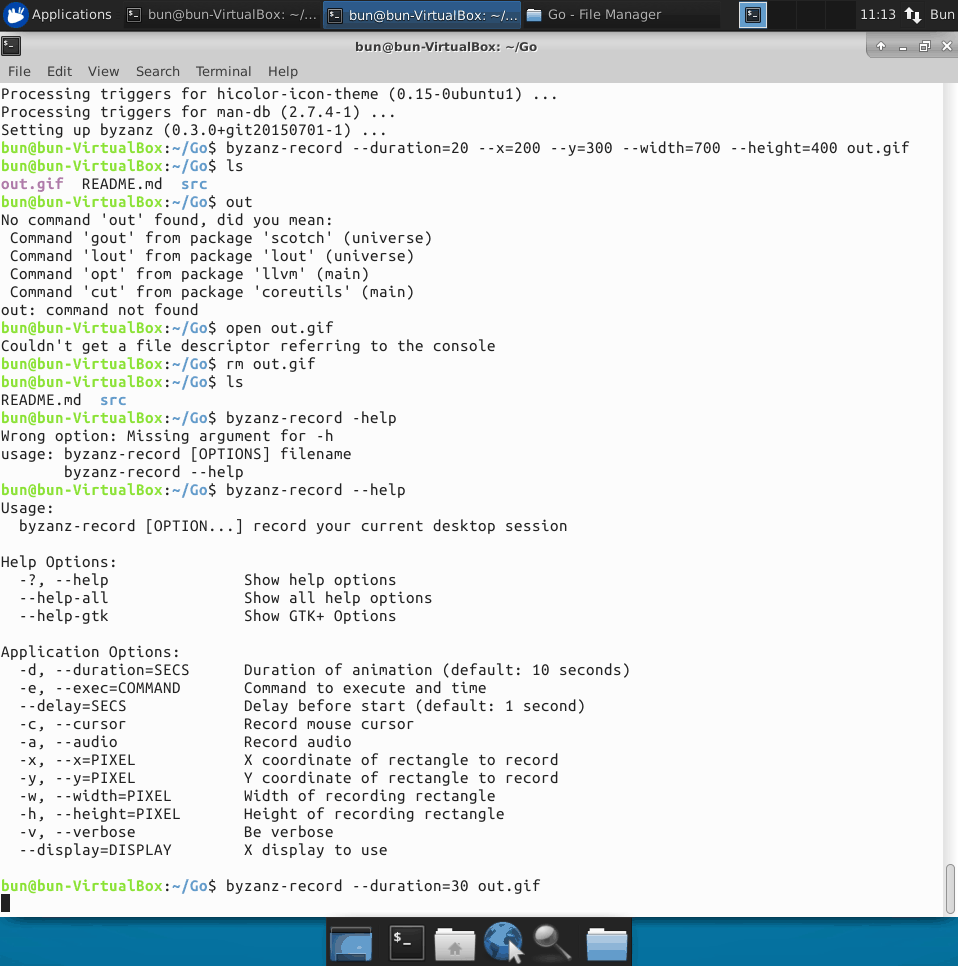 Applications bun@bun-VirtualBox: ~/... bun@bun-VirtualBox: ~/... Go - File Manager 11:13 Bun
bun@bun-VirtualBox: ~/Go
File Edit View Search Terminal Help
Processing triggers for hicolor-icon-theme (0.15-0ubuntu1) ...
Processing triggers for man-db (2.7.4-1) ...
Setting up byzanz (0.3.0+git20150701-1) ...
bun@bun-VirtualBox:~/Go$ byzanz-record --duration=20 --x=200 --y=300 --width=700 --height=400 out.gif
bun@bun-VirtualBox:~/Go$ ls
out.gif  README.md  src
bun@bun-VirtualBox:~/Go$ out
No command 'out' found, did you mean:
 Command 'gout' from package 'scotch' (universe)
 Command 'lout' from package 'lout' (universe)
 Command 'opt' from package 'llvm' (main)
 Command 'cut' from package 'coreutils' (main)
out: command not found
bun@bun-VirtualBox:~/Go$ open out.gif
Couldn't get a file descriptor referring to the console
bun@bun-VirtualBox:~/Go$ rm out.gif
bun@bun-VirtualBox:~/Go$ ls
README.md  src
bun@bun-VirtualBox:~/Go$ byzanz-record -help
Wrong option: Missing argument for -h
usage: byzanz-record [OPTIONS] filename
       byzanz-record --help
bun@bun-VirtualBox:~/Go$ byzanz-record --help
Usage:
  byzanz-record [OPTION...] record your current desktop session
Help Options:
  -?, --help               Show help options
  --help-all               Show all help options
  --help-gtk               Show GTK+ Options
Application Options:
  -d, --duration=SECS      Duration of animation (default: 10 seconds)
  -e, --exec=COMMAND       Command to execute and time
  --delay=SECS             Delay before start (default: 1 second)
  -c, --cursor             Record mouse cursor
  -a, --audio              Record audio
  -x, --x=PIXEL            X coordinate of rectangle to record
  -y, --y=PIXEL            Y coordinate of rectangle to record
  -w, --width=PIXEL        Width of recording rectangle
  -h, --height=PIXEL       Height of recording rectangle
  -v, --verbose            Be verbose
  --display=DISPLAY        X display to use
bun@bun-VirtualBox:~/Go$ byzanz-record --duration=30 out.gif